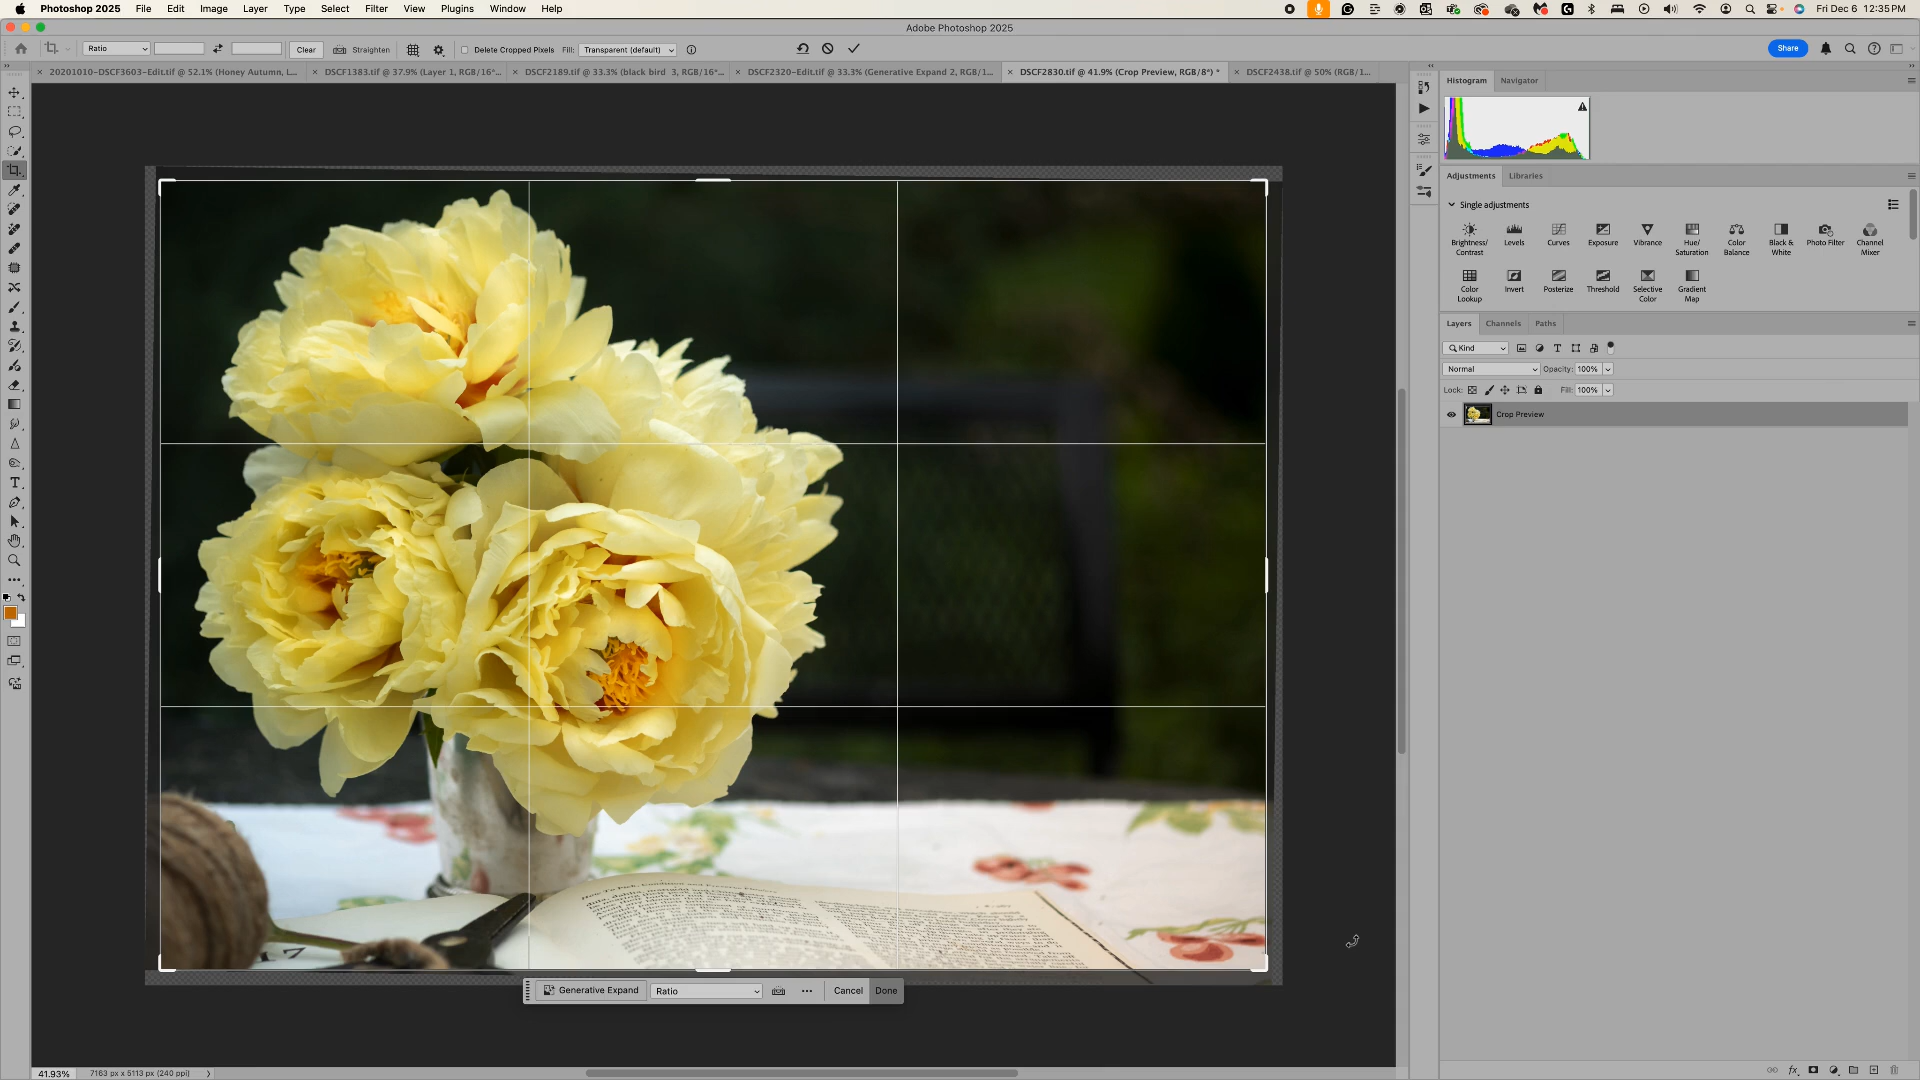 Photoshop 2025 File Edit Image Layer Type Select Filter View Plugins Window Help Fri Dec 6 12:35 PM
Adobe Photoshop 2025
Ratio Clear Straighten Delete Cropped Pixels Fill: Transparent (default) Share
20201010-DSCF3603-Edit.tif @ 52.1% (Honey Autumn, L... DSCF1383.tif @ 37.9% (Layer 1, RGB/16*... DSCF2189.tif @ 33.3% (black bird 3, RGB/16*... DSCF2320-Edit.tif @ 33.3% (Generative Expand 2, RGB/1... DSCF2830.tif @ 41.9% (Crop Preview, RGB/8*) * DSCF2438.tif @ 50% (RGB/1...
Histogram Navigator
Adjustments Libraries
Single adjustments
Brightness/
Contrast
Levels
Curves
Exposure
Vibrance
Hue/
Saturation
Color
Balance
Black &
White
Photo Filter
Channel
Mixer
Color
Lookup
Invert
Posterize
Threshold
Selective
Color
Gradient
Map
Layers Channels Paths
Kind
Normal Opacity: 100%
Lock: Fill: 100%
Crop Preview
Generative Expand Ratio Cancel Done
41.93% 7163 px x 5113 px (240 ppi)